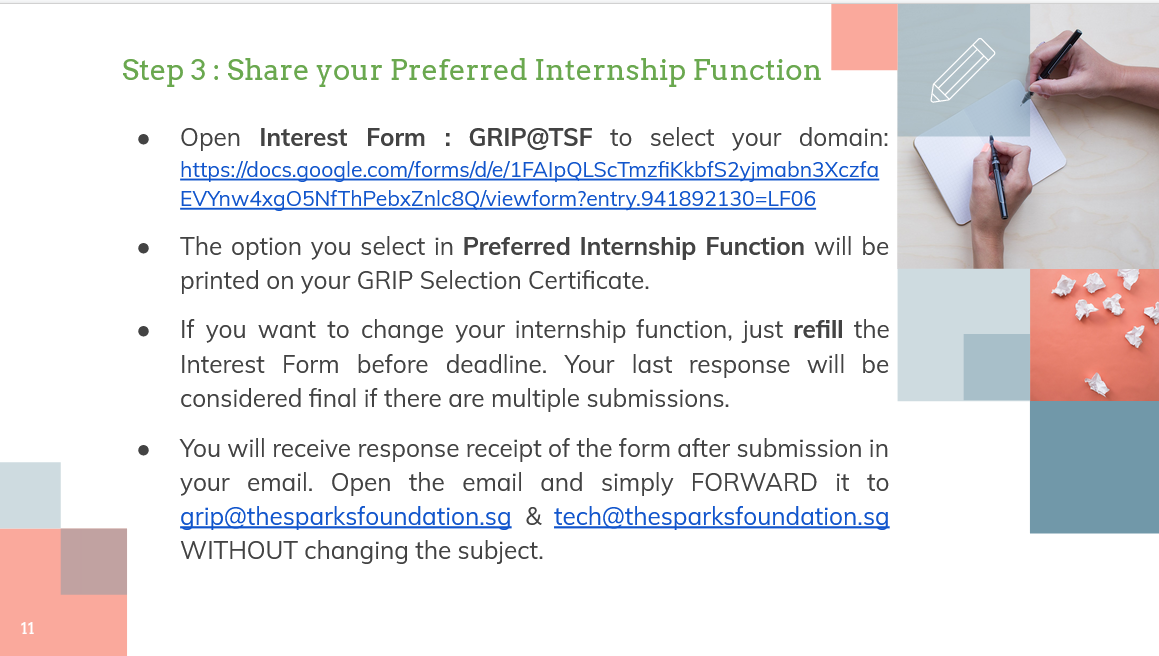 Step 3 : Share your Preferred Internship Function
● Open Interest Form : GRIP@TSF to select your domain:
https://docs.google.com/forms/d/e/1FAIpQLScTmzfiKkbfS2yjmabn3Xczfa
EVYnw4xgO5NfThPebxZnlc8Q/viewform?entry.941892130=LF06
● The option you select in Preferred Internship Function will be
printed on your GRIP Selection Certificate.
● If you want to change your internship function, just refill the
Interest Form before deadline. Your last response will be
considered final if there are multiple submissions.
● You will receive response receipt of the form after submission in
your email. Open the email and simply FORWARD it to
grip@thesparksfoundation.sg & tech@thesparksfoundation.sg
WITHOUT changing the subject.
11